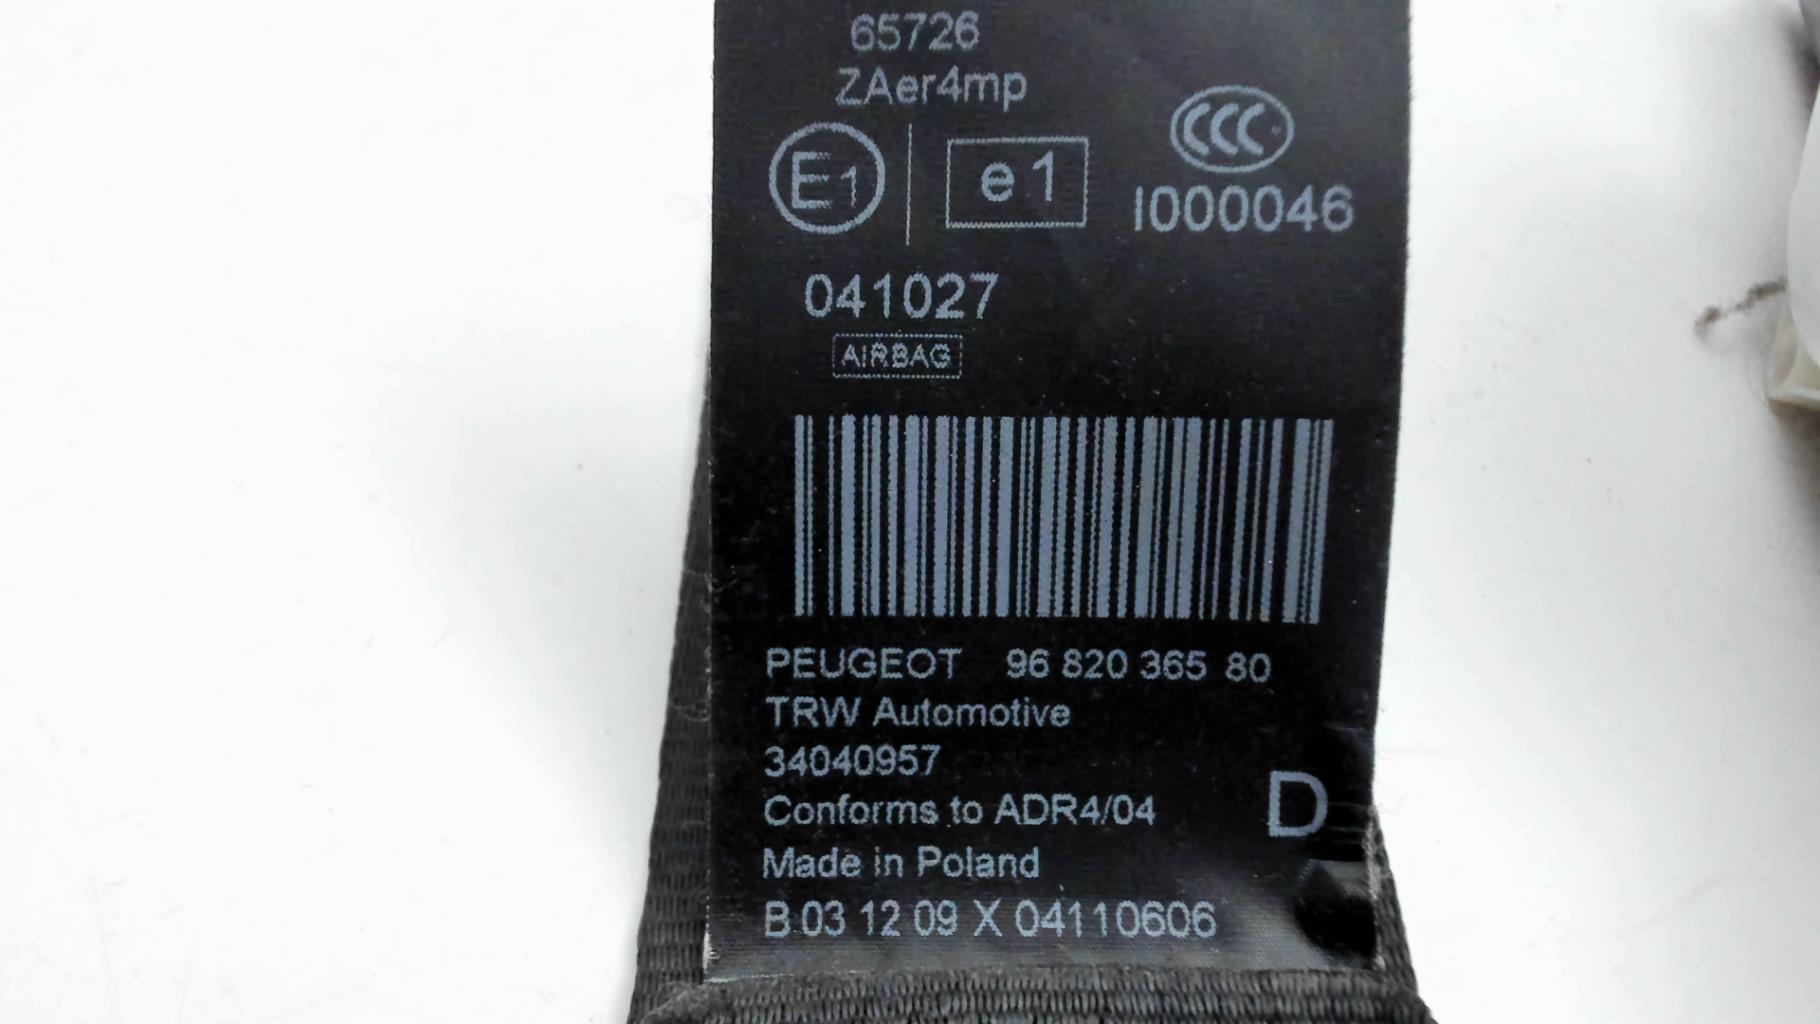 65726
ZAer4mp
E1 e1 CCC
I000046
041027
AIRBAG
PEUGEOT 96 820 365 80
TRW Automotive
34040957
Conforms to ADR4/04
D
Made in Poland
B 03 12 09 X 04110606